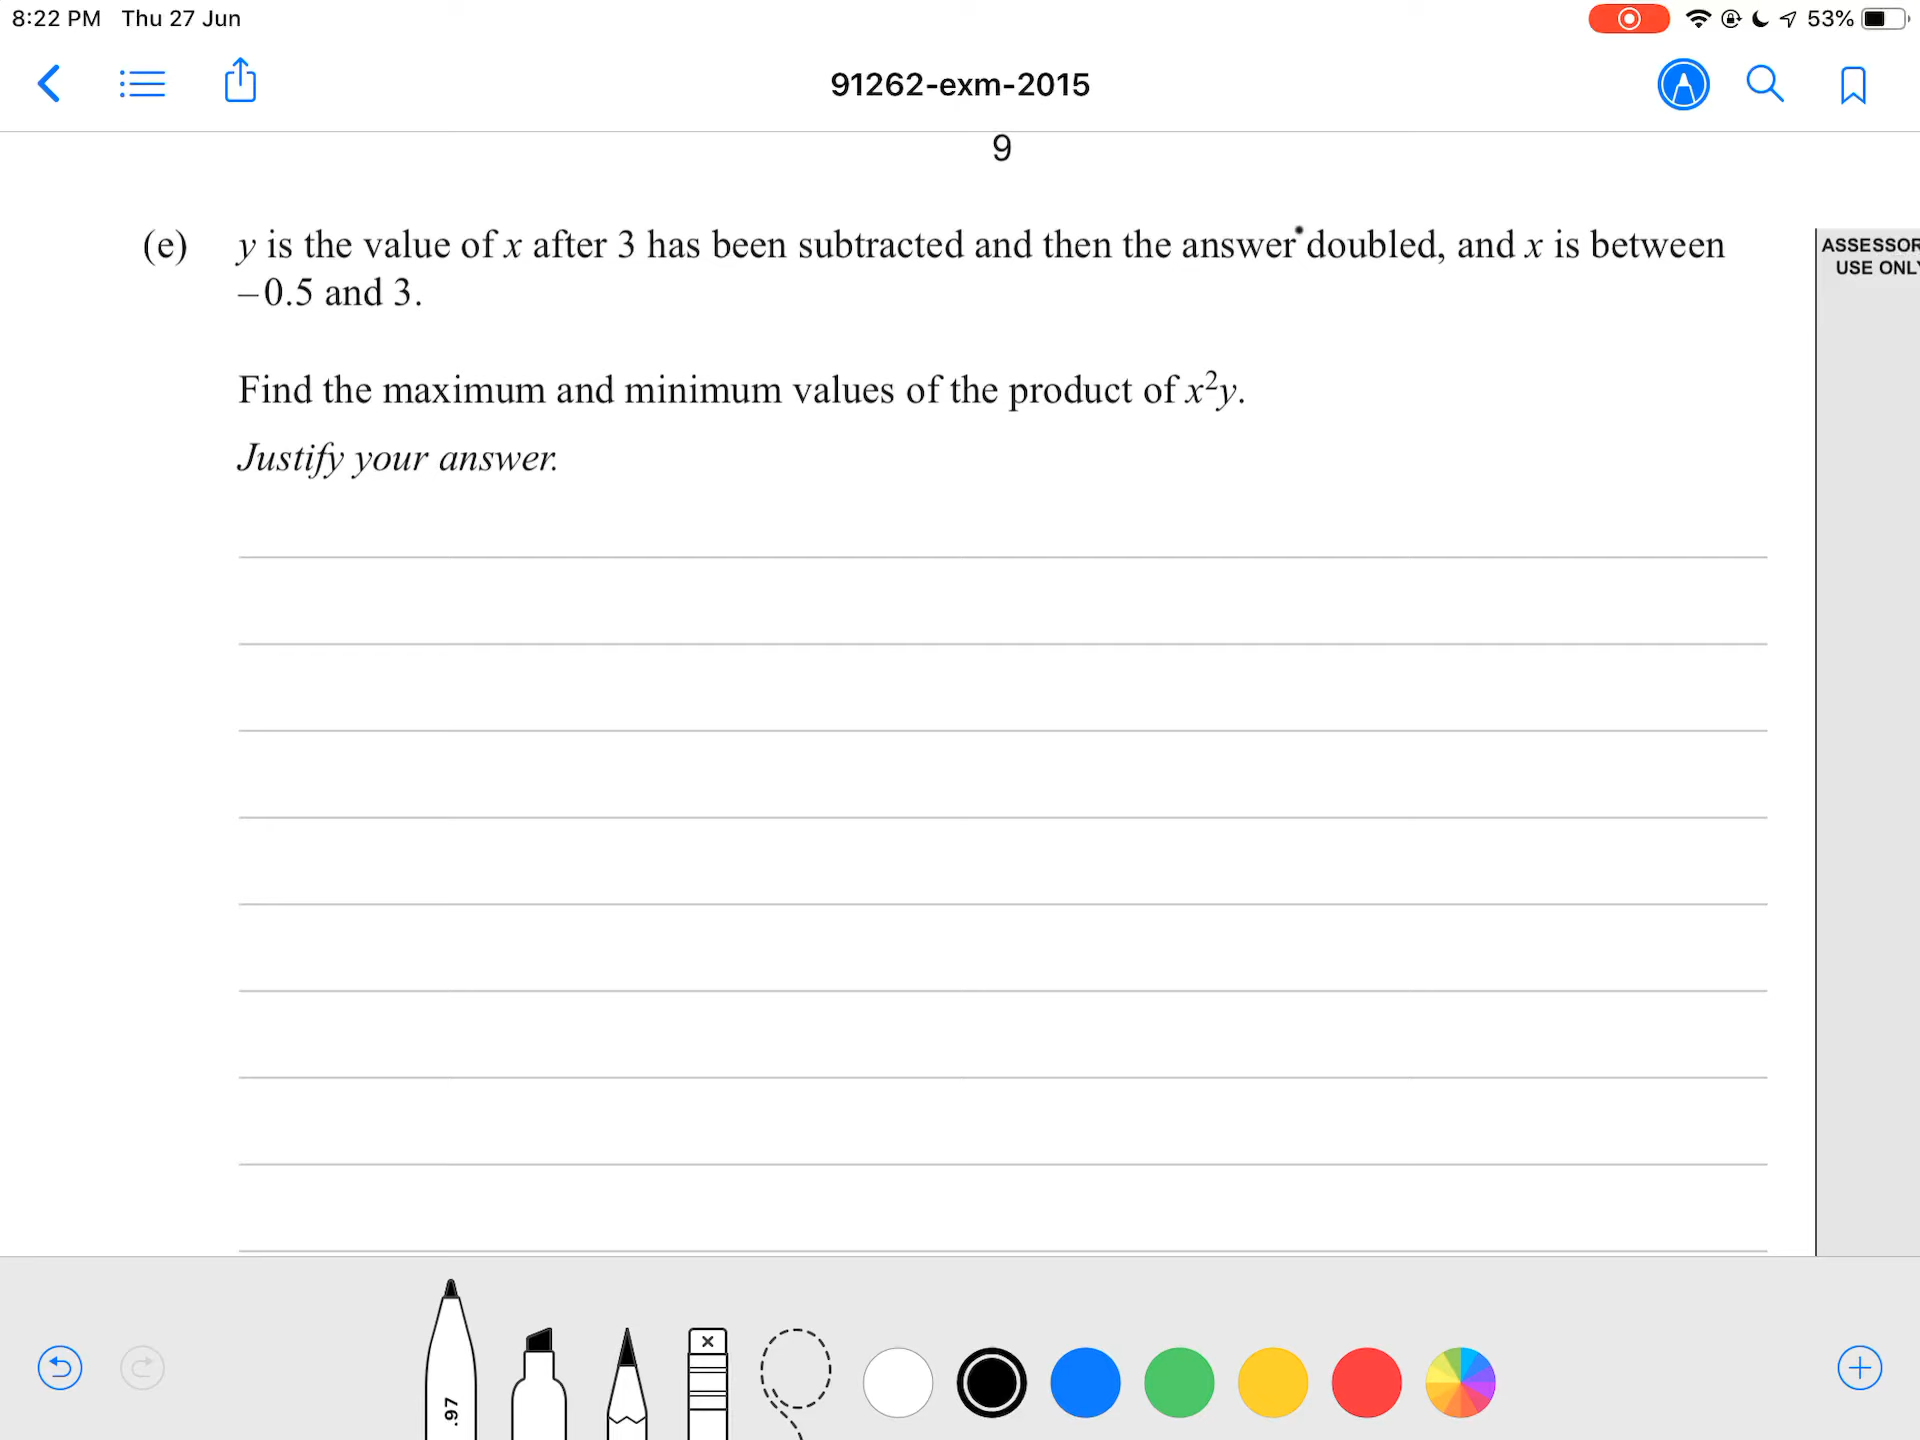 8:22 PM Thu 27 Jun
53%
91262-exm-2015
9
(e) y is the value of x after 3 has been subtracted and then the answer doubled, and x is between
–0.5 and 3.
ASSESSOR
USE ONLY
Find the maximum and minimum values of the product of x²y.
Justify your answer.
.97